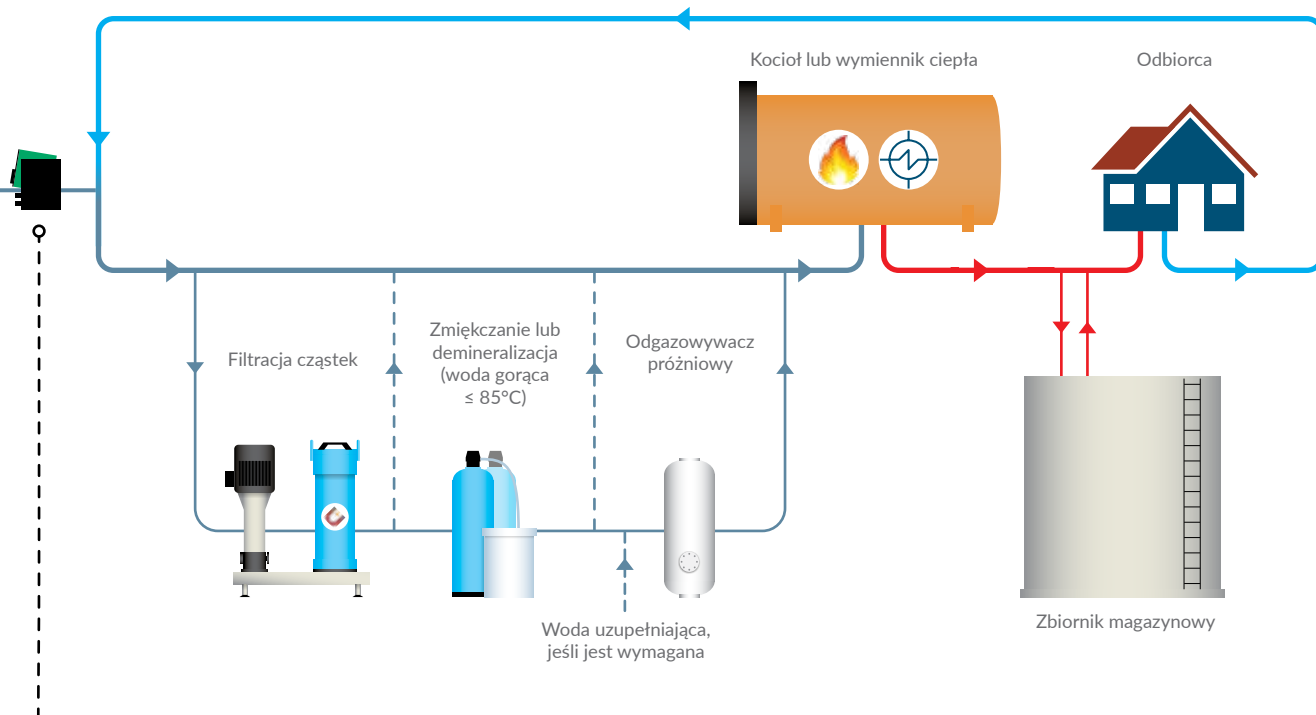 Kocioł lub wymiennik ciepła
Odbiorca
Filtracja cząstek
Zmiękczanie lub
demineralizacja
(woda gorąca
≤ 85°C)
Odgazowywacz
próżniowy
Woda uzupełniająca,
jeśli jest wymagana
Zbiornik magazynowy